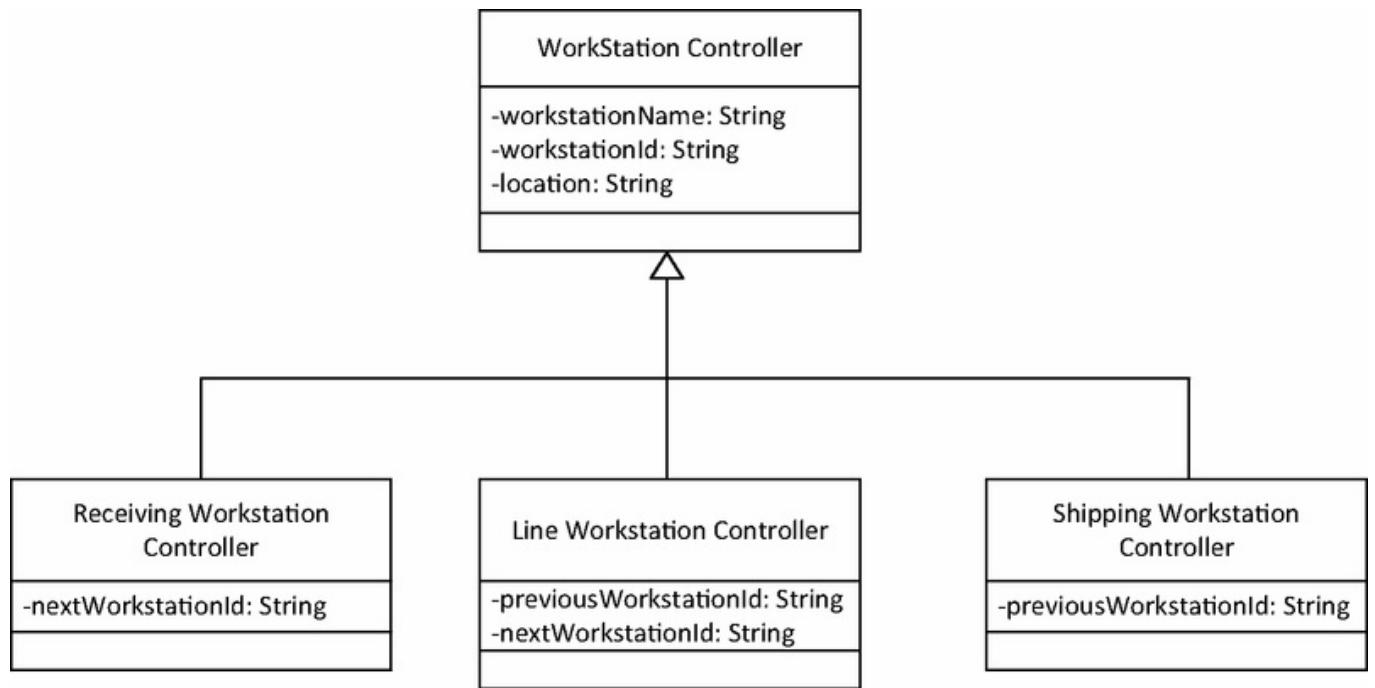 WorkStation Controller
-workstationName: String
-workstationId: String
-location: String
Receiving Workstation
Controller
-nextWorkstationId: String
Line Workstation Controller
-previousWorkstationId: String
-nextWorkstationId: String
Shipping Workstation
Controller
-previousWorkstationId: String